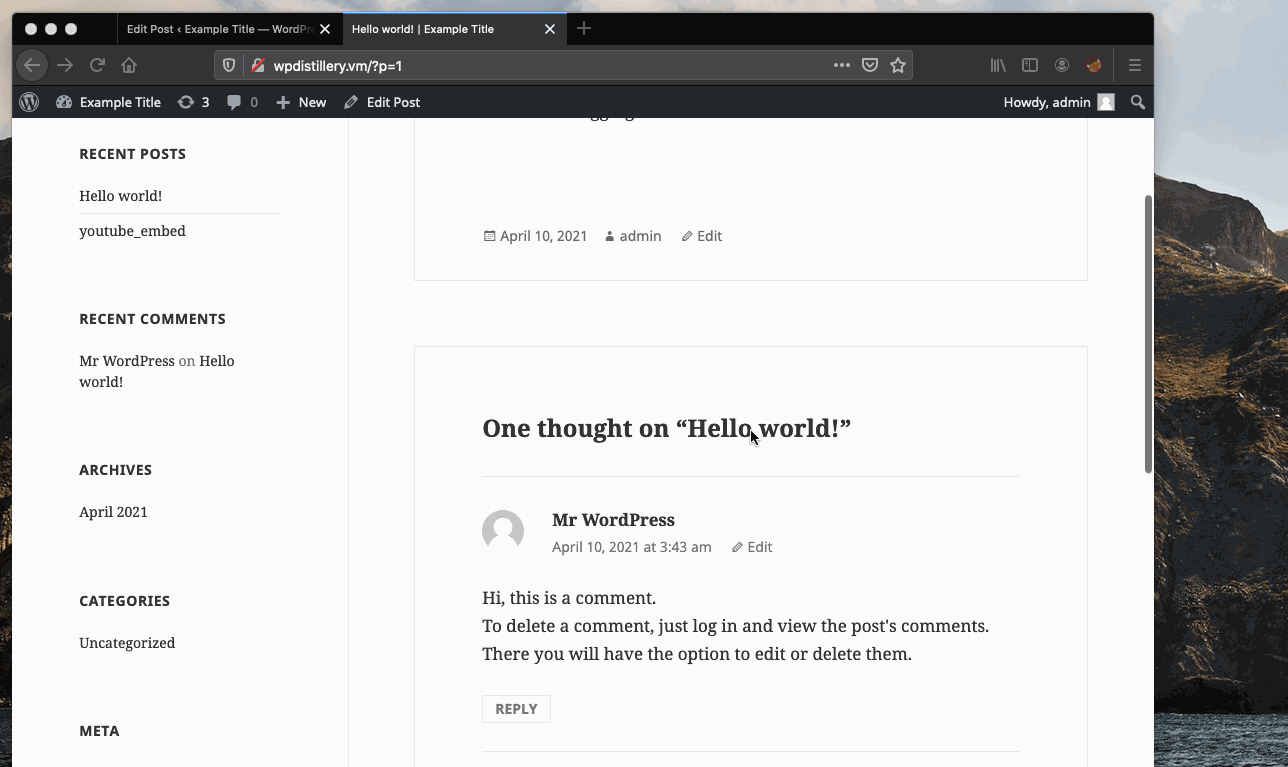 Edit Post ‹ Example Title — WordPr
Hello world! | Example Title
wpdistillery.vm/?p=1
Example Title 3 0 New Edit Post
Howdy, admin
RECENT POSTS
Hello world!
youtube_embed
RECENT COMMENTS
Mr WordPress on Hello
world!
ARCHIVES
April 2021
CATEGORIES
Uncategorized
META
April 10, 2021 admin Edit
One thought on “Hello world!”
Mr WordPress
April 10, 2021 at 3:43 am Edit
Hi, this is a comment.
To delete a comment, just log in and view the post's comments.
There you will have the option to edit or delete them.
REPLY